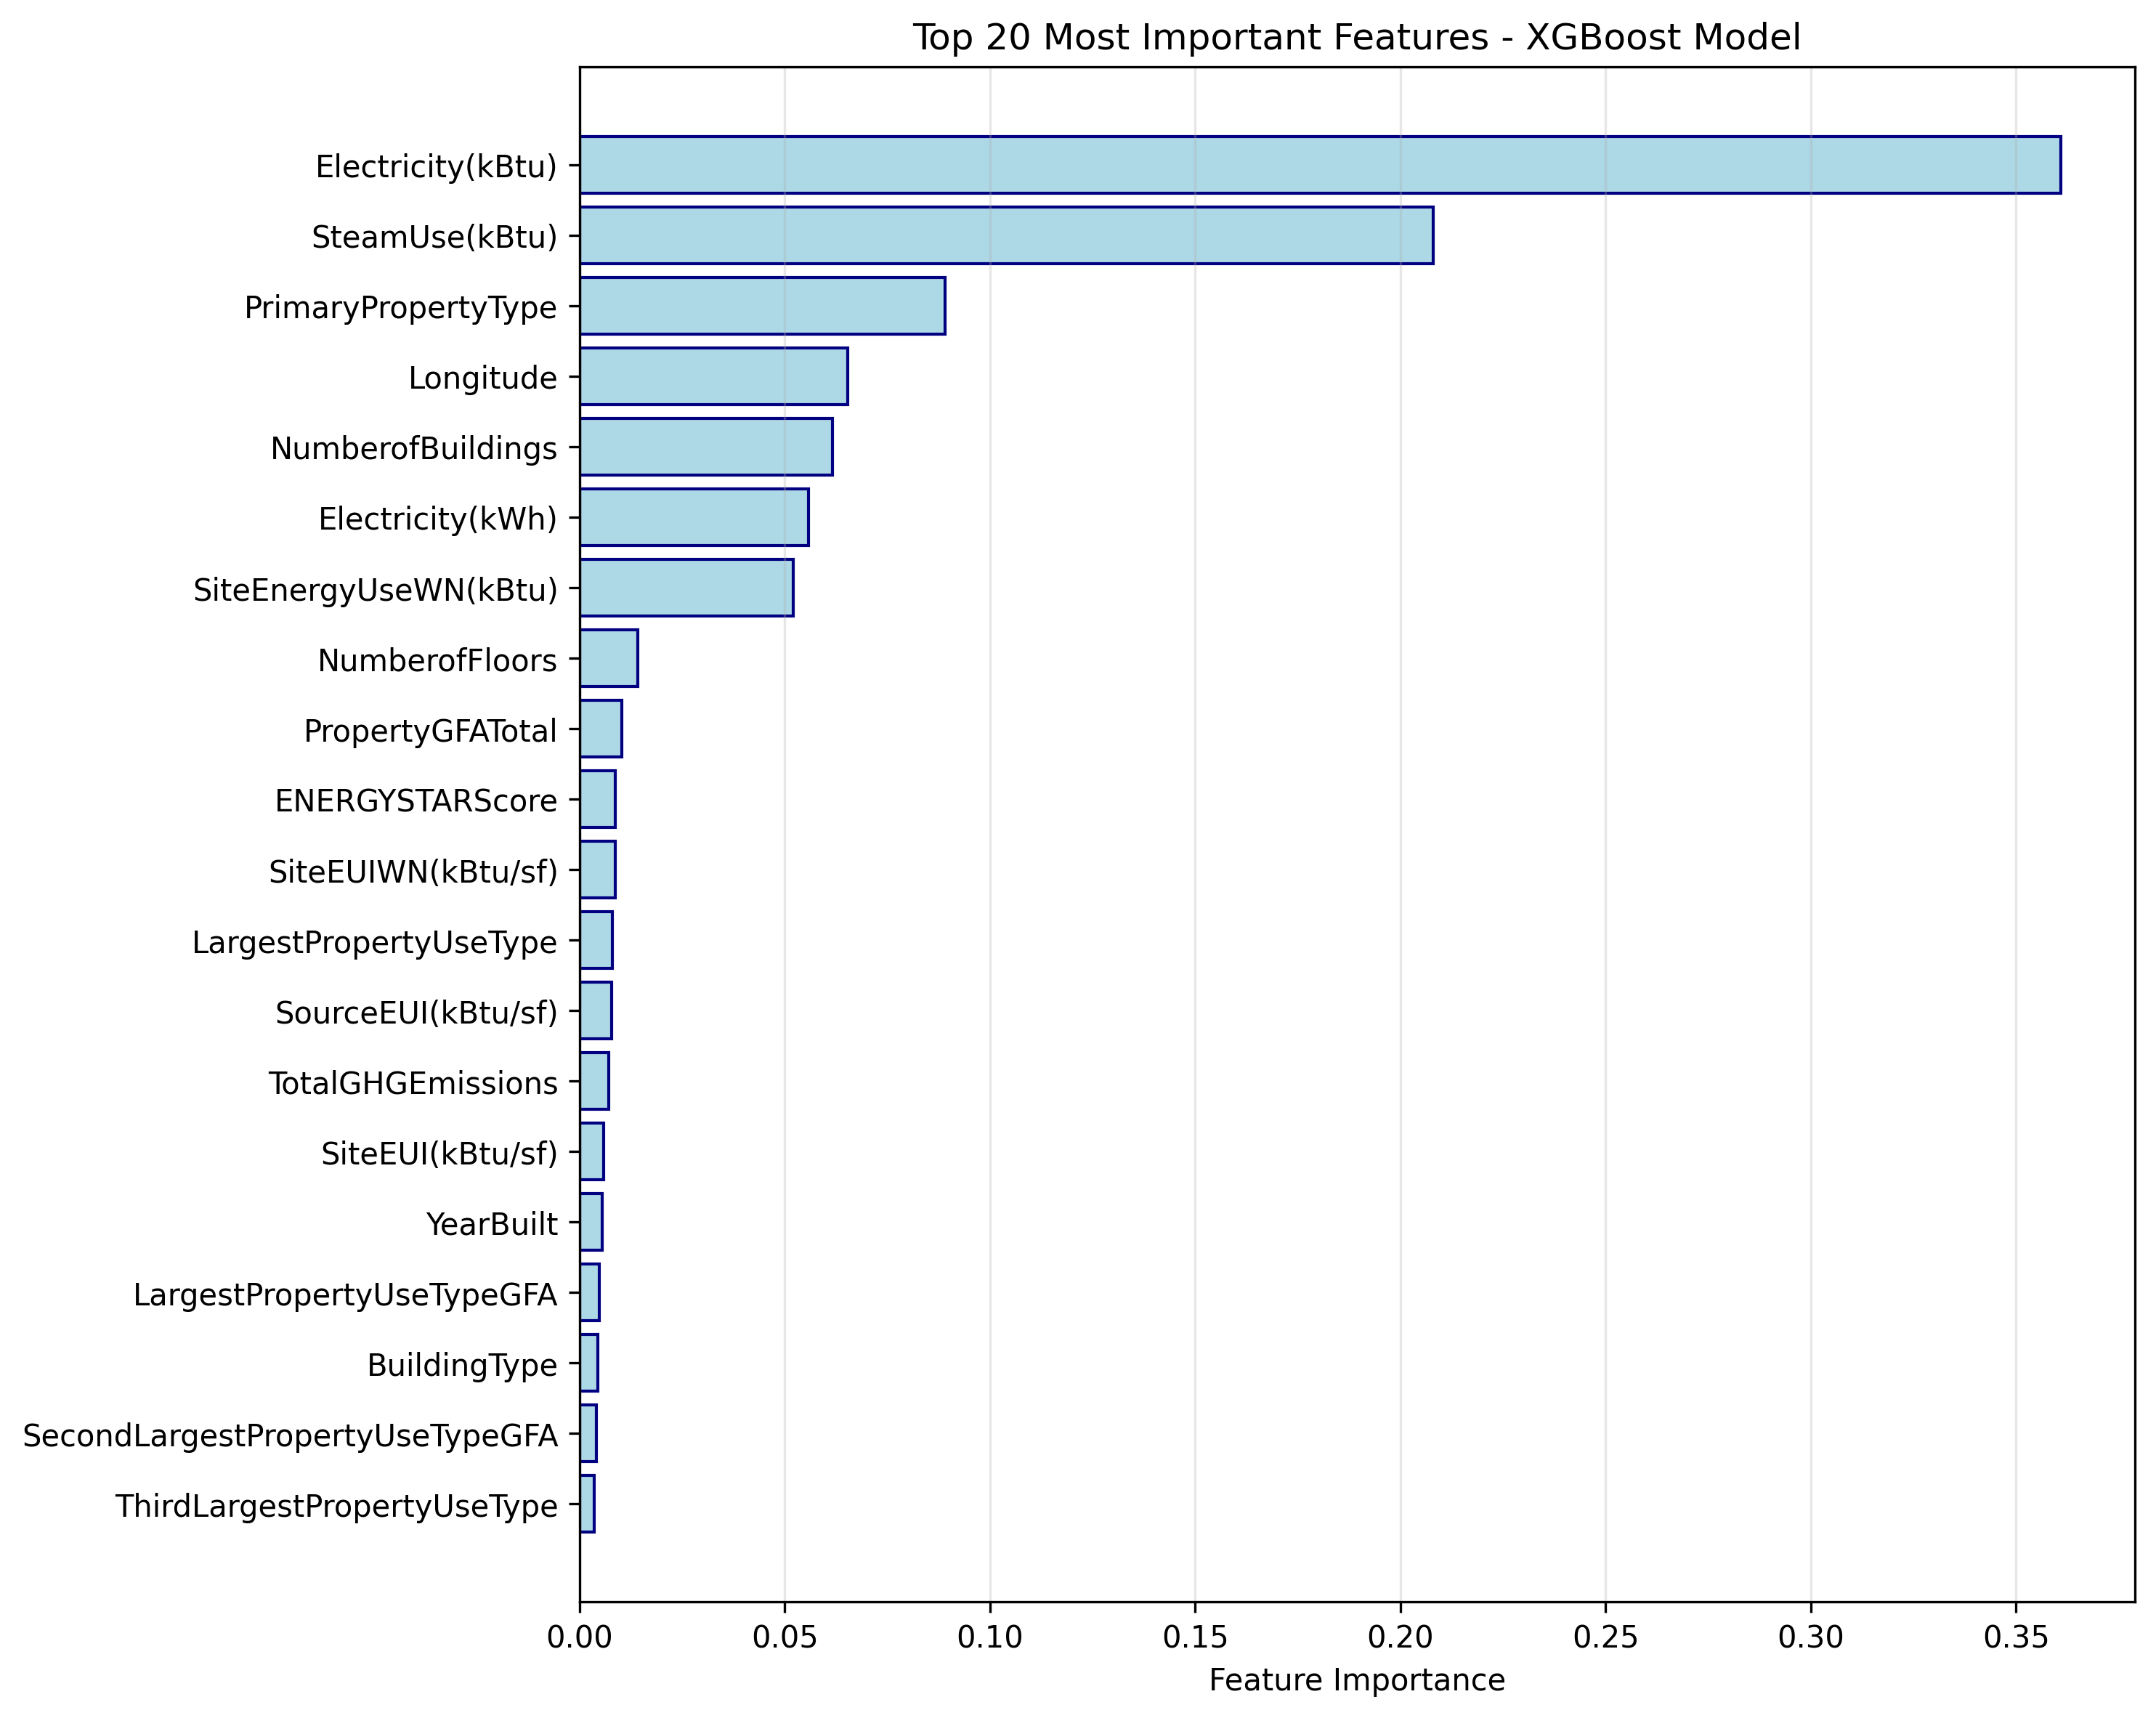 Top 20 Most Important Features - XGBoost Model
Electricity(kBtu)
SteamUse(kBtu)
PrimaryPropertyType
Longitude
NumberofBuildings
Electricity(kWh)
SiteEnergyUseWN(kBtu)
NumberofFloors
PropertyGFATotal
ENERGYSTARScore
SiteEUIWN(kBtu/sf)
LargestPropertyUseType
SourceEUI(kBtu/sf)
TotalGHGEmissions
SiteEUI(kBtu/sf)
YearBuilt
LargestPropertyUseTypeGFA
BuildingType
SecondLargestPropertyUseTypeGFA
ThirdLargestPropertyUseType
0.00 0.05 0.10 0.15 0.20 0.25 0.30 0.35
Feature Importance